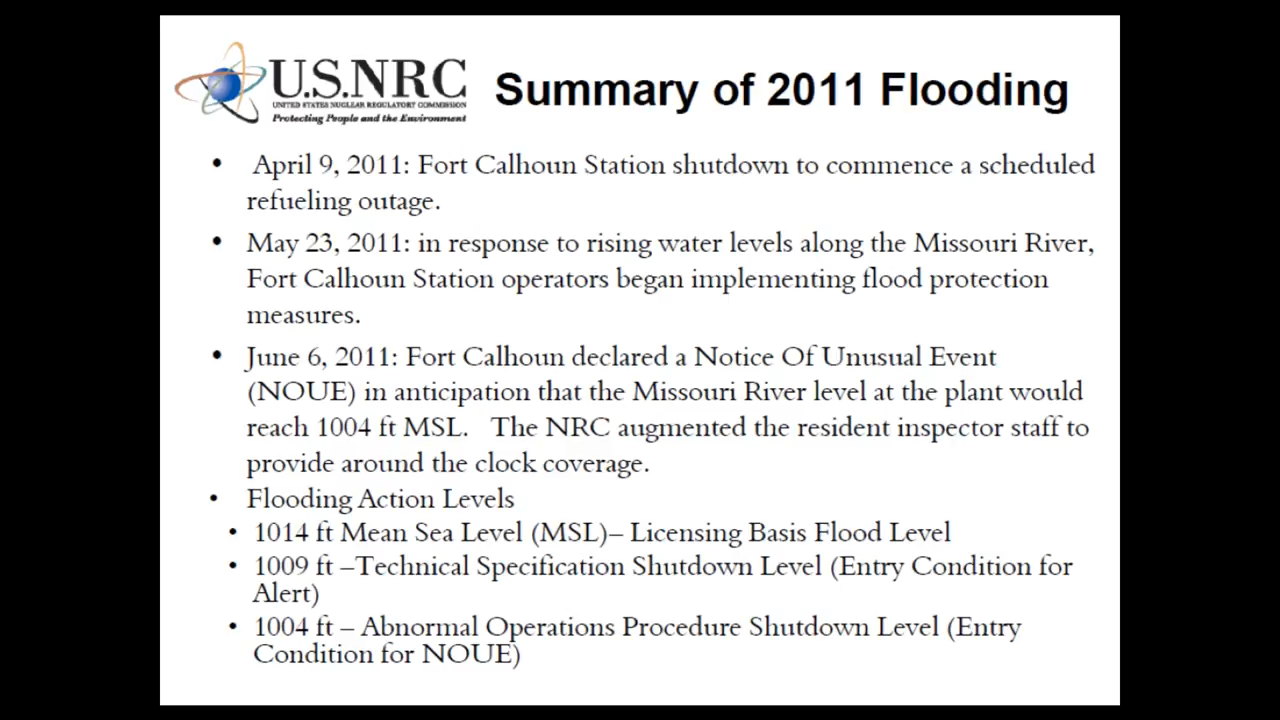 U.S.NRC
UNITED STATES NUCLEAR REGULATORY COMMISSION
Protecting People and the Environment
Summary of 2011 Flooding
• April 9, 2011: Fort Calhoun Station shutdown to commence a scheduled
refueling outage.
• May 23, 2011: in response to rising water levels along the Missouri River,
Fort Calhoun Station operators began implementing flood protection
measures.
• June 6, 2011: Fort Calhoun declared a Notice Of Unusual Event
(NOUE) in anticipation that the Missouri River level at the plant would
reach 1004 ft MSL. The NRC augmented the resident inspector staff to
provide around the clock coverage.
• Flooding Action Levels
• 1014 ft Mean Sea Level (MSL)– Licensing Basis Flood Level
• 1009 ft –Technical Specification Shutdown Level (Entry Condition for
Alert)
• 1004 ft – Abnormal Operations Procedure Shutdown Level (Entry
Condition for NOUE)